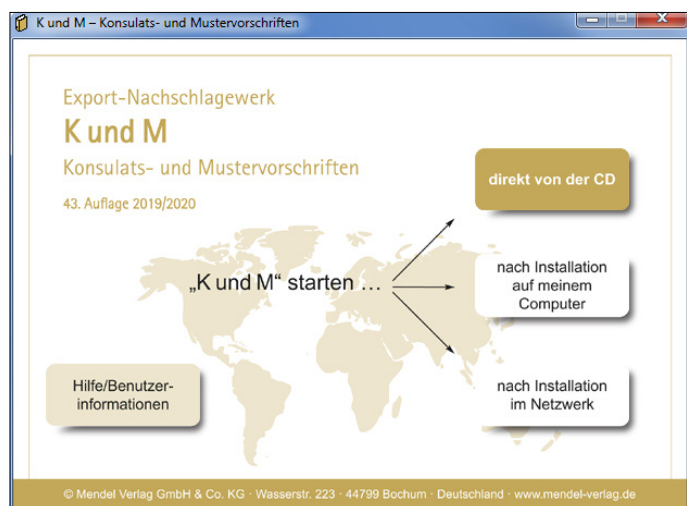 K und M – Konsulats- und Mustervorschriften
Export-Nachschlagewerk
K und M
Konsulats- und Mustervorschriften
43. Auflage 2019/2020
direkt von der CD
„K und M“ starten ...
nach Installation
auf meinem
Computer
Hilfe/Benutzer-
informationen
nach Installation
im Netzwerk
© Mendel Verlag GmbH & Co. KG · Wasserstr. 223 · 44799 Bochum · Deutschland · www.mendel-verlag.de